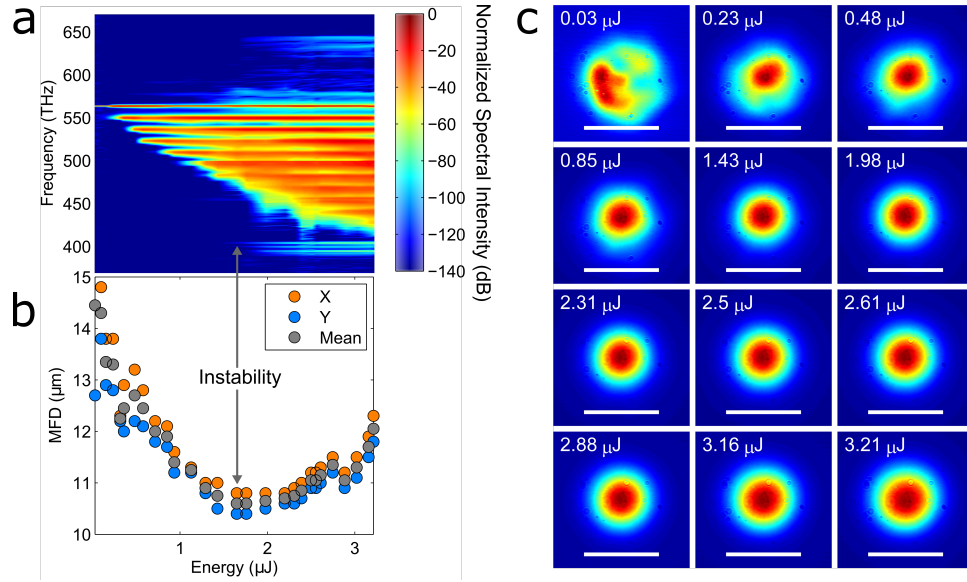 a
650
600
550
500
450
400
Frequency (THz)
0
−20
−40
−60
−80
−100
−120
−140
Normalized Spectral Intensity (dB)
b
15
14
13
12
11
10
MFD (μm)
X
Y
Mean
Instability
1
2
3
Energy (μJ)
c
0.03 μJ
0.23 μJ
0.48 μJ
0.85 μJ
1.43 μJ
1.98 μJ
2.31 μJ
2.5 μJ
2.61 μJ
2.88 μJ
3.16 μJ
3.21 μJ